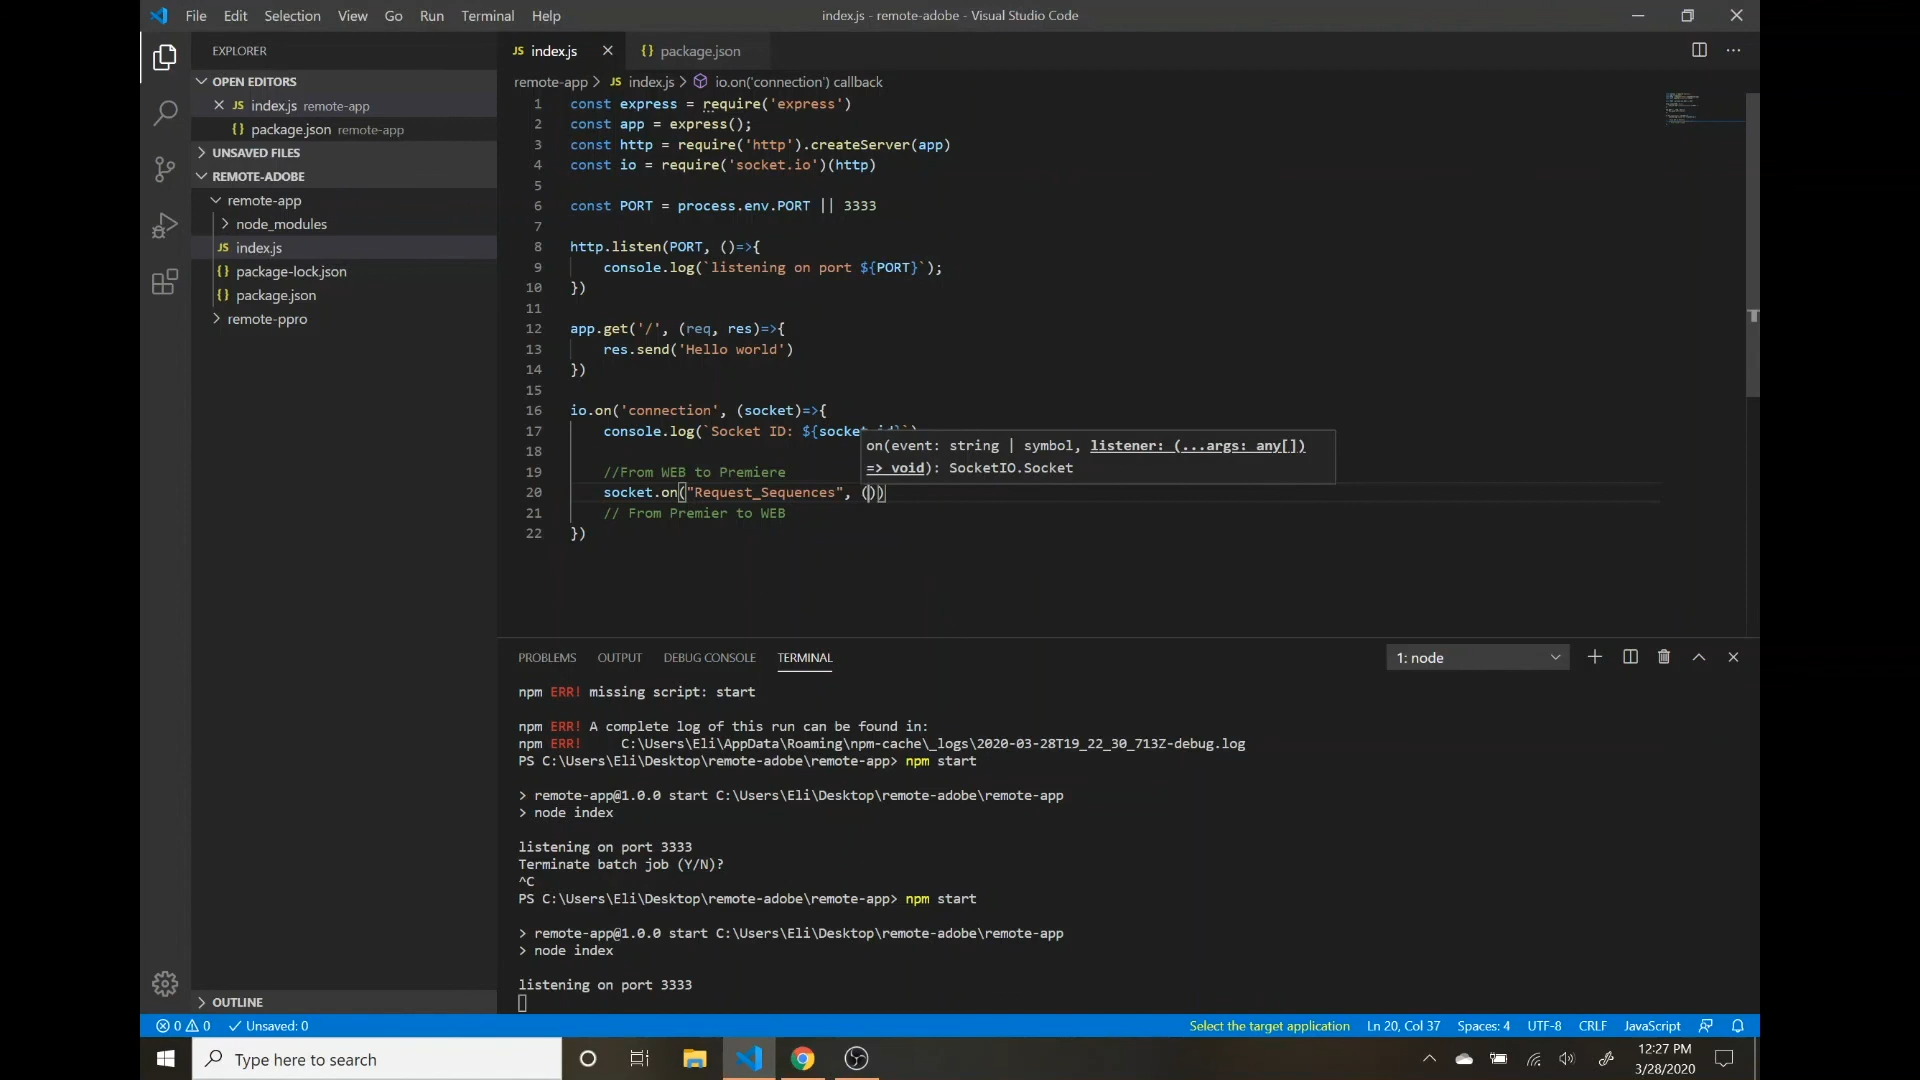 File Edit Selection View Go Run Terminal Help
index.js - remote-adobe - Visual Studio Code
EXPLORER
OPEN EDITORS
JS index.js remote-app
{} package.json remote-app
UNSAVED FILES
REMOTE-ADOBE
remote-app
node_modules
JS index.js
{} package-lock.json
{} package.json
remote-ppro
OUTLINE
JS index.js
{} package.json
remote-app > JS index.js > io.on('connection') callback
1 const express = require('express')
2 const app = express();
3 const http = require('http').createServer(app)
4 const io = require('socket.io')(http)
5
6 const PORT = process.env.PORT || 3333
7
8 http.listen(PORT, ()=>{
9 console.log(`listening on port ${PORT}`);
10 })
11
12 app.get('/', (req, res)=>{
13 res.send('Hello world')
14 })
15
16 io.on('connection', (socket)=>{
17 console.log(`Socket ID: ${socket
on(event: string | symbol, listener: (...args: any[])
=> void): SocketIO.Socket
18
19 //From WEB to Premiere
20 socket.on("Request_Sequences", ())
21 // From Premier to WEB
22 })
PROBLEMS OUTPUT DEBUG CONSOLE TERMINAL
1: node
npm ERR! missing script: start
npm ERR! A complete log of this run can be found in:
npm ERR! C:\Users\Eli\AppData\Roaming\npm-cache\_logs\2020-03-28T19_22_30_713Z-debug.log
PS C:\Users\Eli\Desktop\remote-adobe\remote-app> npm start
> remote-app@1.0.0 start C:\Users\Eli\Desktop\remote-adobe\remote-app
> node index
listening on port 3333
Terminate batch job (Y/N)?
^C
PS C:\Users\Eli\Desktop\remote-adobe\remote-app> npm start
> remote-app@1.0.0 start C:\Users\Eli\Desktop\remote-adobe\remote-app
> node index
listening on port 3333
0 0 Unsaved: 0
Select the target application Ln 20, Col 37 Spaces: 4 UTF-8 CRLF JavaScript
Type here to search
12:27 PM
3/28/2020